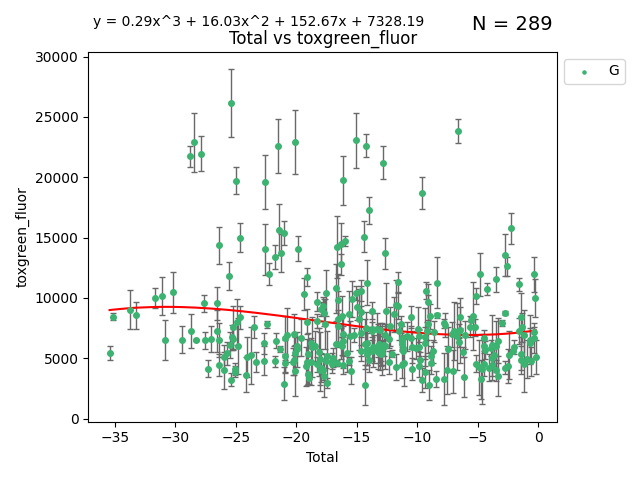 y = 0.29x^3 + 16.03x^2 + 152.67x + 7328.19
N = 289
Total vs toxgreen_fluor
G
30000
25000
20000
15000
10000
5000
0
toxgreen_fluor
−35 −30 −25 −20 −15 −10 −5 0
Total